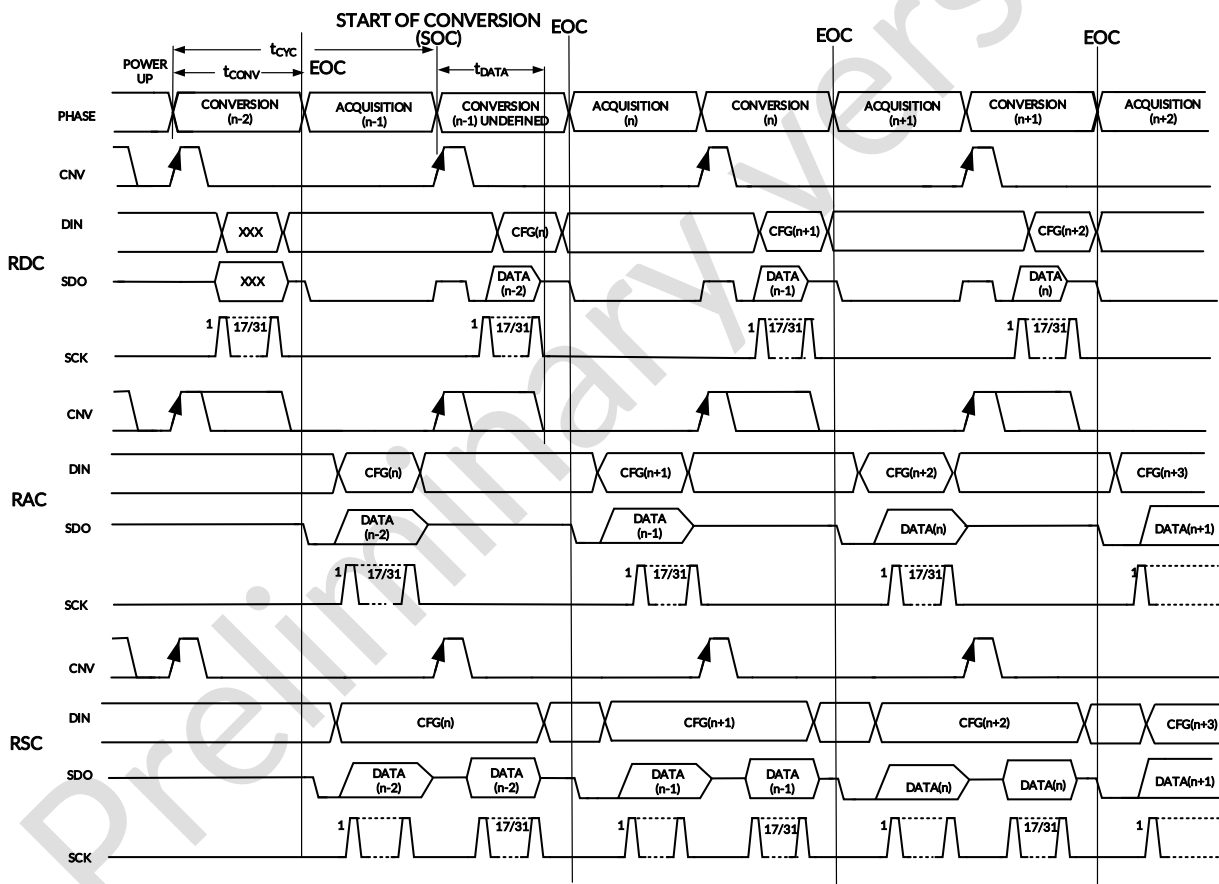 START OF CONVERSION
(SOC)
EOC
EOC
EOC
tCYC
POWER
UP
tCONV
EOC
tDATA
PHASE
CONVERSION
(n-2)
ACQUISITION
(n-1)
CONVERSION
(n-1) UNDEFINED
ACQUISITION
(n)
CONVERSION
(n)
ACQUISITION
(n+1)
CONVERSION
(n+1)
ACQUISITION
(n+2)
CNV
RDC
DIN
XXX
CFG(n)
CFG(n+1)
CFG(n+2)
SDO
XXX
DATA
(n-2)
DATA
(n-1)
DATA
(n)
SCK
1 17/31
1 17/31
1 17/31
1 17/31
CNV
RAC
DIN
CFG(n)
CFG(n+1)
CFG(n+2)
CFG(n+3)
SDO
DATA
(n-2)
DATA
(n-1)
DATA(n)
DATA(n+1)
SCK
1 17/31
1 17/31
1 17/31
1
CNV
RSC
DIN
CFG(n)
CFG(n+1)
CFG(n+2)
CFG(n+3)
SDO
DATA
(n-2)
DATA
(n-2)
DATA
(n-1)
DATA
(n-1)
DATA(n)
DATA(n)
DATA(n+1)
SCK
1 17/31
1 17/31
1 17/31
1
Preliminary vers